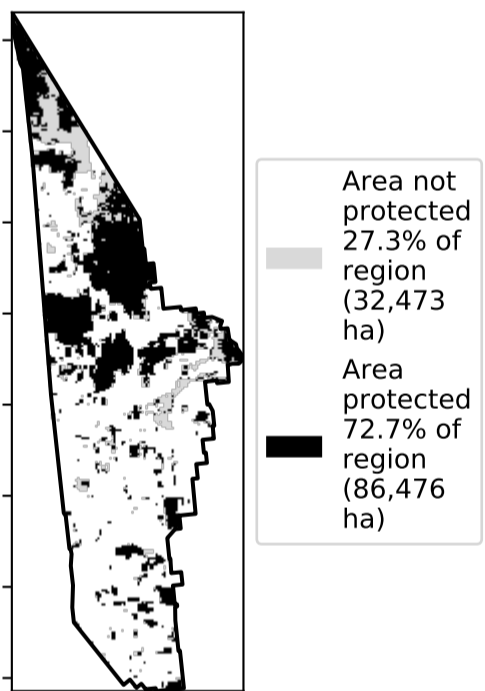 Area not
protected
27.3% of
region
(32,473
ha)
Area
protected
72.7% of
region
(86,476
ha)